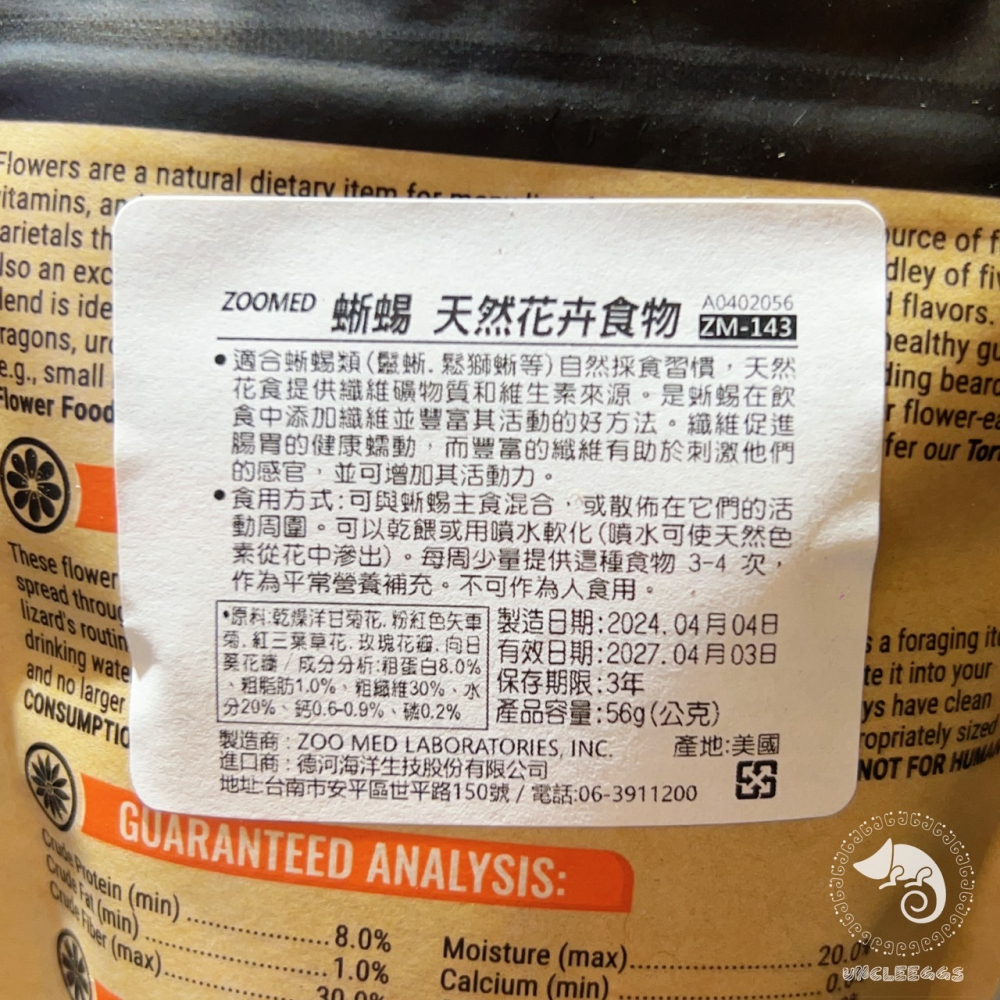 Flowers are a natural dietary item for many
vitamins, an
arietals th
lso an exc
lend is ide
ragons, uro
e.g., small
Flower Food
urce of f
dley of fiv
d flavors.
ealthy gu
ding beard
r flower-ea
fer our Tor
ZOOMED 蜥蜴 天然花卉食物 A0402056
ZM-143
•適合蜥蜴類(鬣蜥.鬆獅蜥等)自然採食習慣，天然
花食提供纖維礦物質和維生素來源。是蜥蜴在飲
食中添加纖維並豐富其活動的好方法。纖維促進
腸胃的健康蠕動，而豐富的纖維有助於刺激他們
的感官，並可增加其活動力。
•食用方式:可與蜥蜴主食混合，或散佈在它們的活
動周圍。可以乾餵或用噴水軟化(噴水可使天然色
素從花中滲出)。每周少量提供這種食物 3-4 次，
作為平常營養補充。不可作為人食用。
•原料:乾燥洋甘菊花.粉紅色矢車
菊.紅三葉草花.玫瑰花瓣.向日
葵花瓣 / 成分分析:粗蛋白8.0%
、粗脂肪1.0%、粗纖維30%、水
分20%、鈣0.6-0.9%、磷0.2%
製造日期:2024.04月04日
有效日期:2027.04月03日
保存期限:3年
產品容量:56g(公克)
製造商：ZOO MED LABORATORIES, INC. 產地:美國
進口商：德河海洋生技股份有限公司
地址:台南市安平區世平路150號 / 電話:06-3911200
These flower
spread throug
lizard's routin
drinking wate
and no larger
CONSUMPTIO
s a foraging ite
te it into your
ys have clean
ropriately sized
NOT FOR HUMA
GUARANTEED ANALYSIS:
Crude Protein (min) 8.0%
Crude Fat (min) 1.0%
Crude Fiber (max) 30.0%
Moisture (max) 20.0%
Calcium (min) 0.
UNCLEEGGS